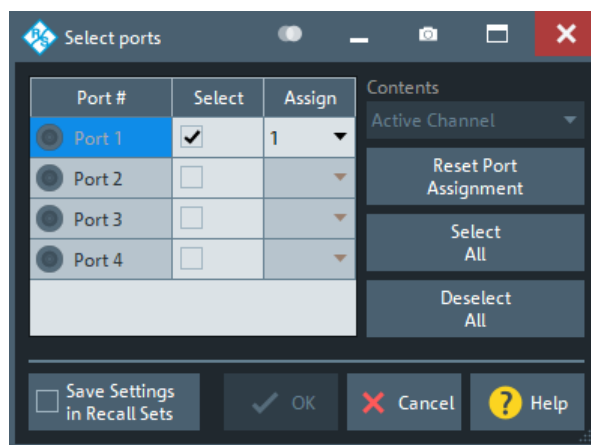 R&S Select ports
Port # Select Assign
Port 1 1
Port 2
Port 3
Port 4
Contents
Active Channel
Reset Port
Assignment
Select
All
Deselect
All
Save Settings
in Recall Sets
OK
Cancel
? Help